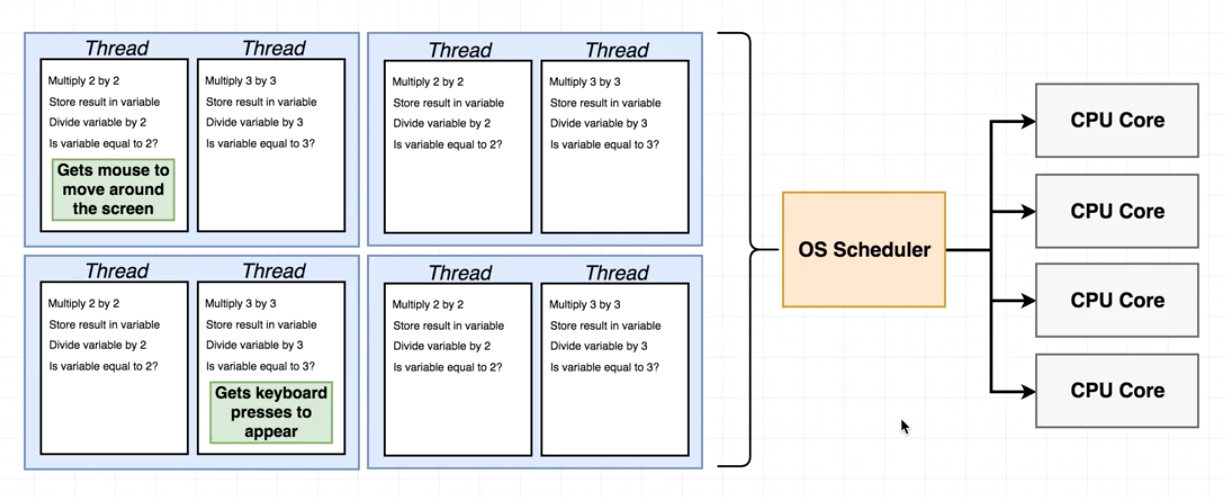 Thread
Multiply 2 by 2
Store result in variable
Divide variable by 2
Is variable equal to 2?
Gets mouse to
move around
the screen
Thread
Multiply 3 by 3
Store result in variable
Divide variable by 3
Is variable equal to 3?
Thread
Multiply 2 by 2
Store result in variable
Divide variable by 2
Is variable equal to 2?
Thread
Multiply 3 by 3
Store result in variable
Divide variable by 3
Is variable equal to 3?
Thread
Multiply 2 by 2
Store result in variable
Divide variable by 2
Is variable equal to 2?
Thread
Multiply 3 by 3
Store result in variable
Divide variable by 3
Is variable equal to 3?
Gets keyboard
presses to
appear
Thread
Multiply 2 by 2
Store result in variable
Divide variable by 2
Is variable equal to 2?
Thread
Multiply 3 by 3
Store result in variable
Divide variable by 3
Is variable equal to 3?
OS Scheduler
CPU Core
CPU Core
CPU Core
CPU Core